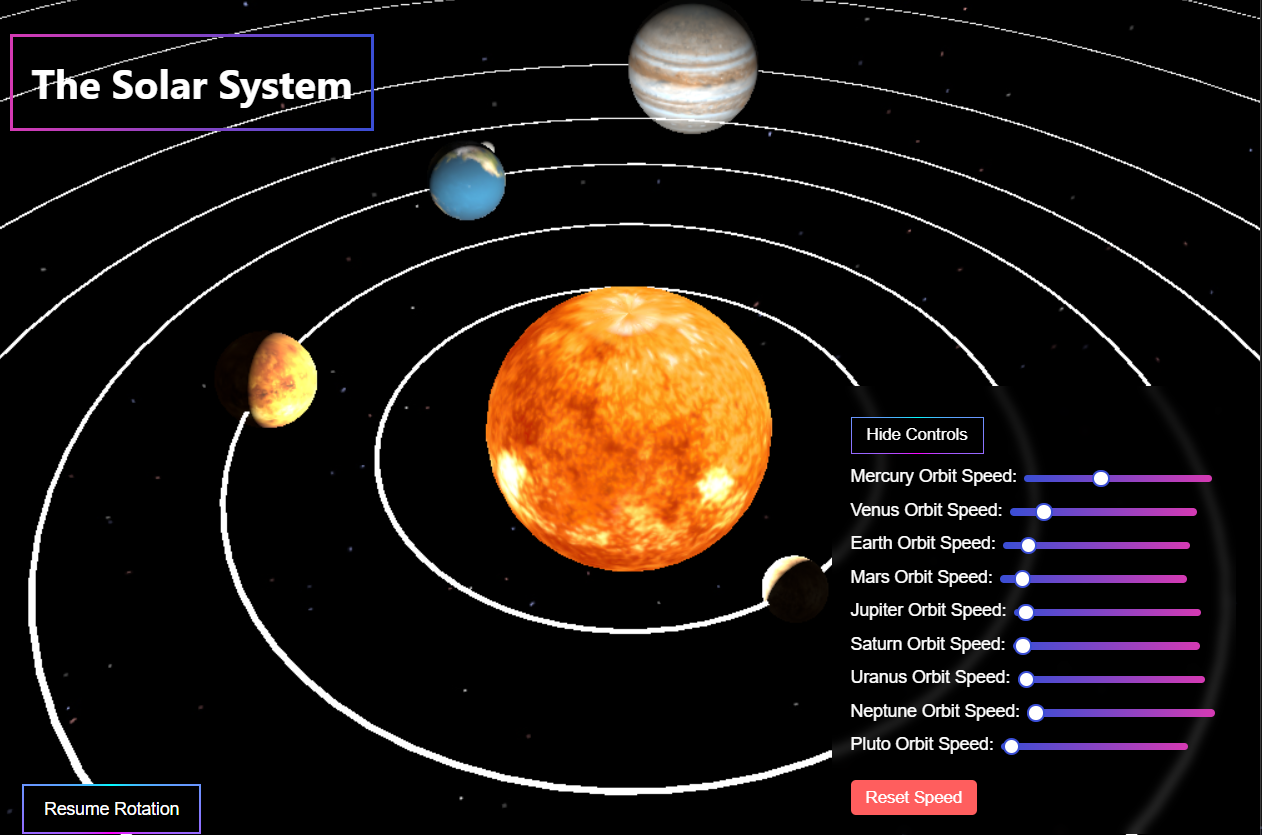 The Solar System
Hide Controls
Mercury Orbit Speed:
Venus Orbit Speed:
Earth Orbit Speed:
Mars Orbit Speed:
Jupiter Orbit Speed:
Saturn Orbit Speed:
Uranus Orbit Speed:
Neptune Orbit Speed:
Pluto Orbit Speed:
Reset Speed
Resume Rotation